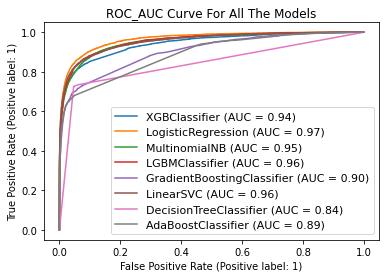 ROC_AUC Curve For All The Models
True Positive Rate (Positive label: 1)
1.0
0.8
0.6
0.4
0.2
0.0
XGBClassifier (AUC = 0.94)
LogisticRegression (AUC = 0.97)
MultinomialNB (AUC = 0.95)
LGBMClassifier (AUC = 0.96)
GradientBoostingClassifier (AUC = 0.90)
LinearSVC (AUC = 0.96)
DecisionTreeClassifier (AUC = 0.84)
AdaBoostClassifier (AUC = 0.89)
0.0 0.2 0.4 0.6 0.8 1.0
False Positive Rate (Positive label: 1)